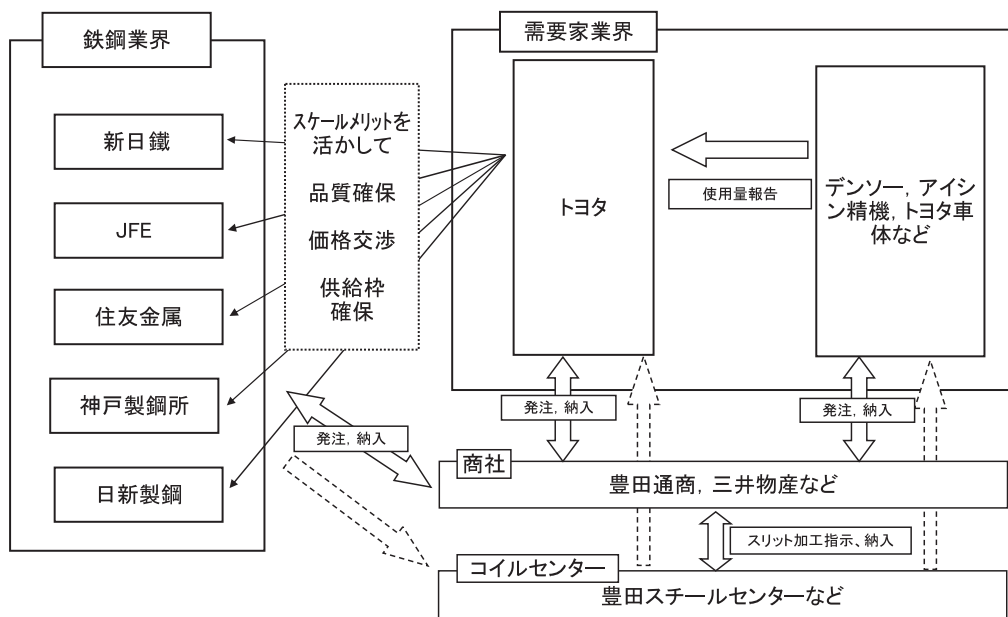 鉄鋼業界
新日鐵
JFE
住友金属
神戸製鋼所
日新製鋼
スケールメリットを
活かして
品質確保
価格交渉
供給枠
確保
需要家業界
トヨタ
使用量報告
デンソー, アイシ
ン精機, トヨタ車
体など
発注, 納入
発注, 納入
発注, 納入
商社
豊田通商, 三井物産など
スリット加工指示、納入
コイルセンター
豊田スチールセンターなど